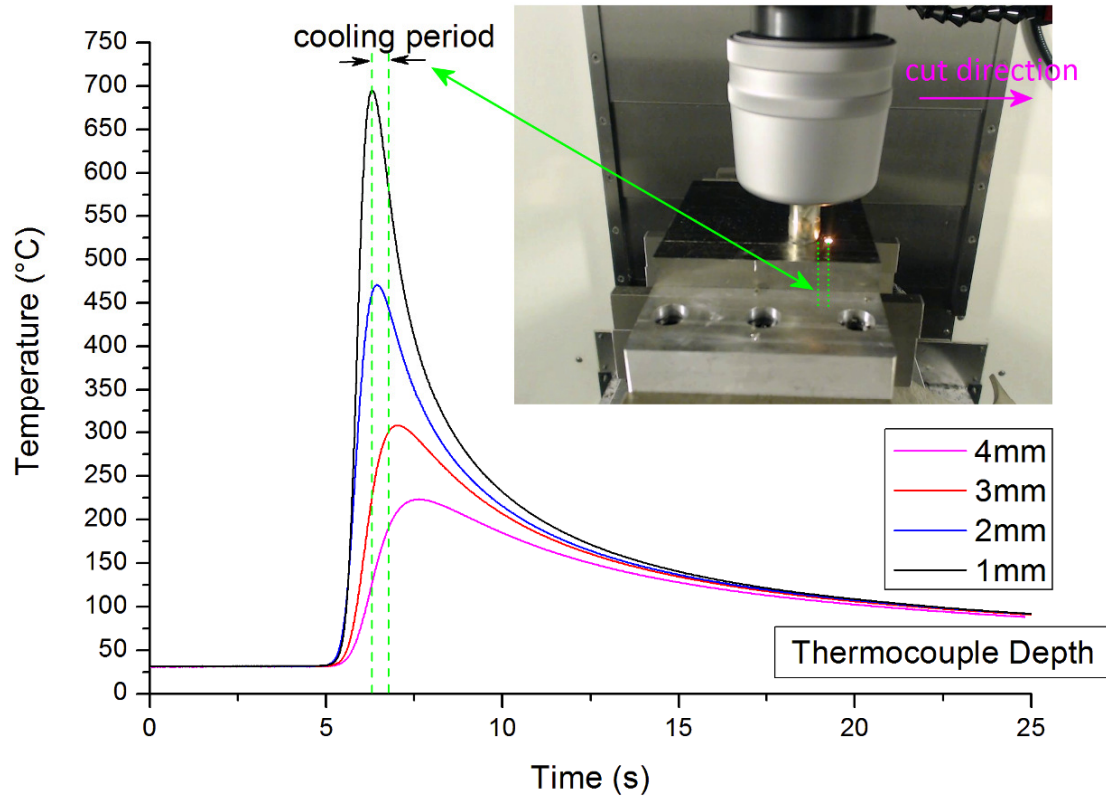 cooling period
cut direction
Temperature (°C)
750
700
650
600
550
500
450
400
350
300
250
200
150
100
50
0
0
5
10
15
20
25
Time (s)
4mm
3mm
2mm
1mm
Thermocouple Depth